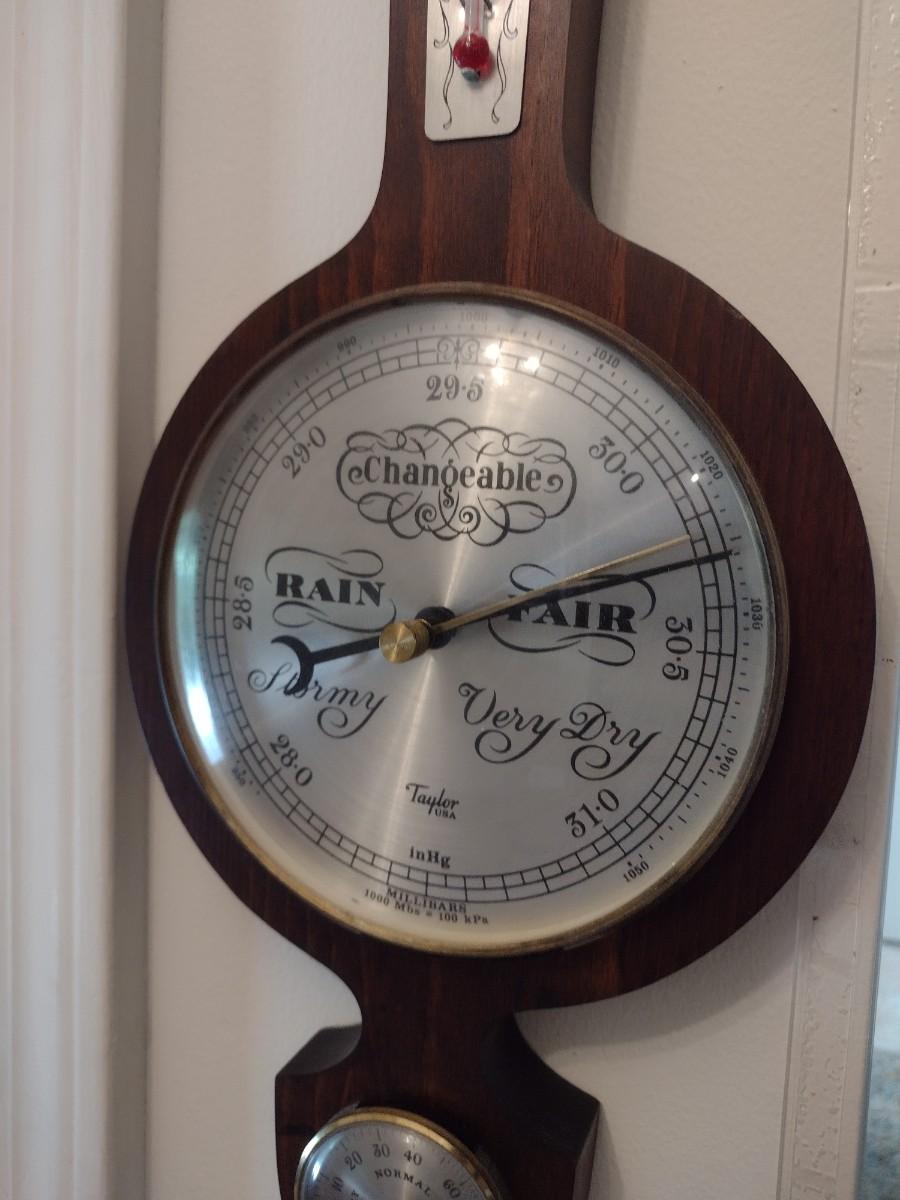 1000
990
1010
29·5
29·0
30·0
1020
Changeable
RAIN
FAIR
28·5
30·5
1030
Stormy
Very Dry
28·0
1040
Taylor
USA
31·0
inHg
1050
MILLIBARS
1000 Mbs = 100 kPa
10 20 30 40 60
NORMAL